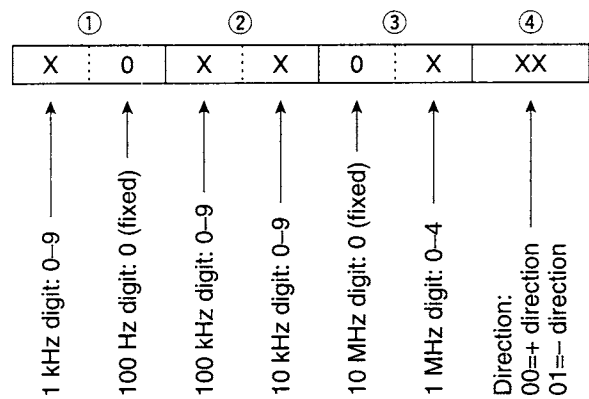 ① ② ③ ④
X 0 X X 0 X XX
1 kHz digit: 0–9
100 Hz digit: 0 (fixed)
100 kHz digit: 0–9
10 kHz digit: 0–9
10 MHz digit: 0 (fixed)
1 MHz digit: 0–4
Direction:
00=+ direction
01=– direction